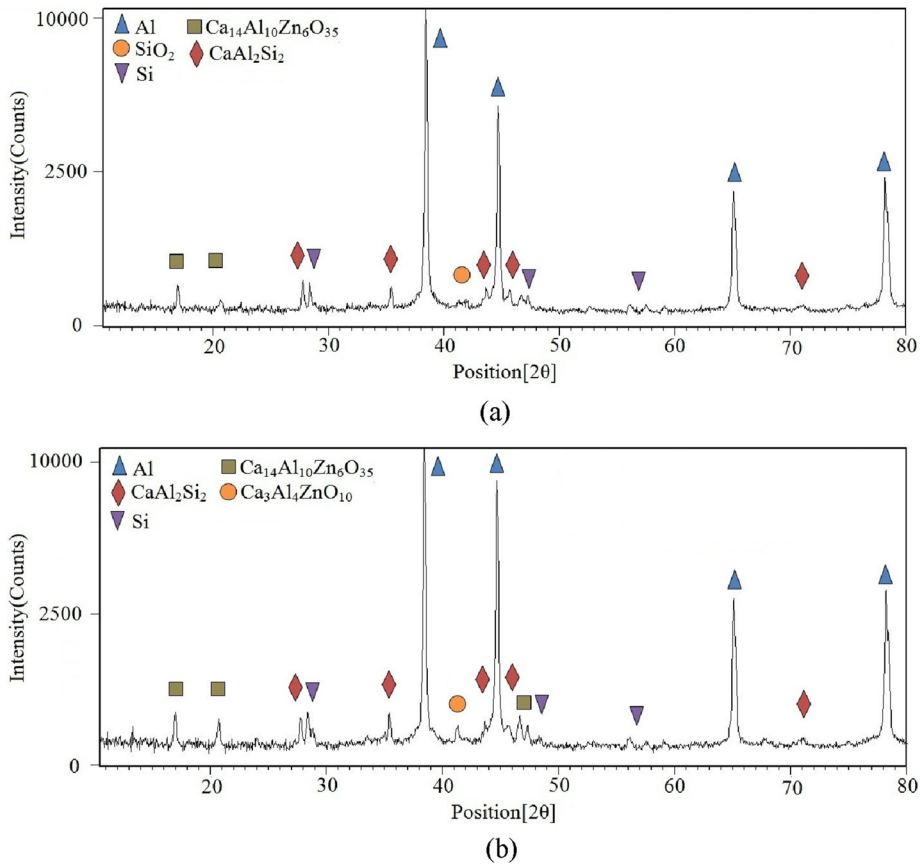 10000
Al
Ca₁₄Al₁₀Zn₆O₃₅
SiO₂
CaAl₂Si₂
Si
Intensity(Counts)
2500
0
20 30 40 50 60 70 80
Position[2θ]
(a)
10000
Al
Ca₁₄Al₁₀Zn₆O₃₅
CaAl₂Si₂
Ca₃Al₄ZnO₁₀
Si
Intensity(Counts)
2500
0
20 30 40 50 60 70 80
Position[2θ]
(b)